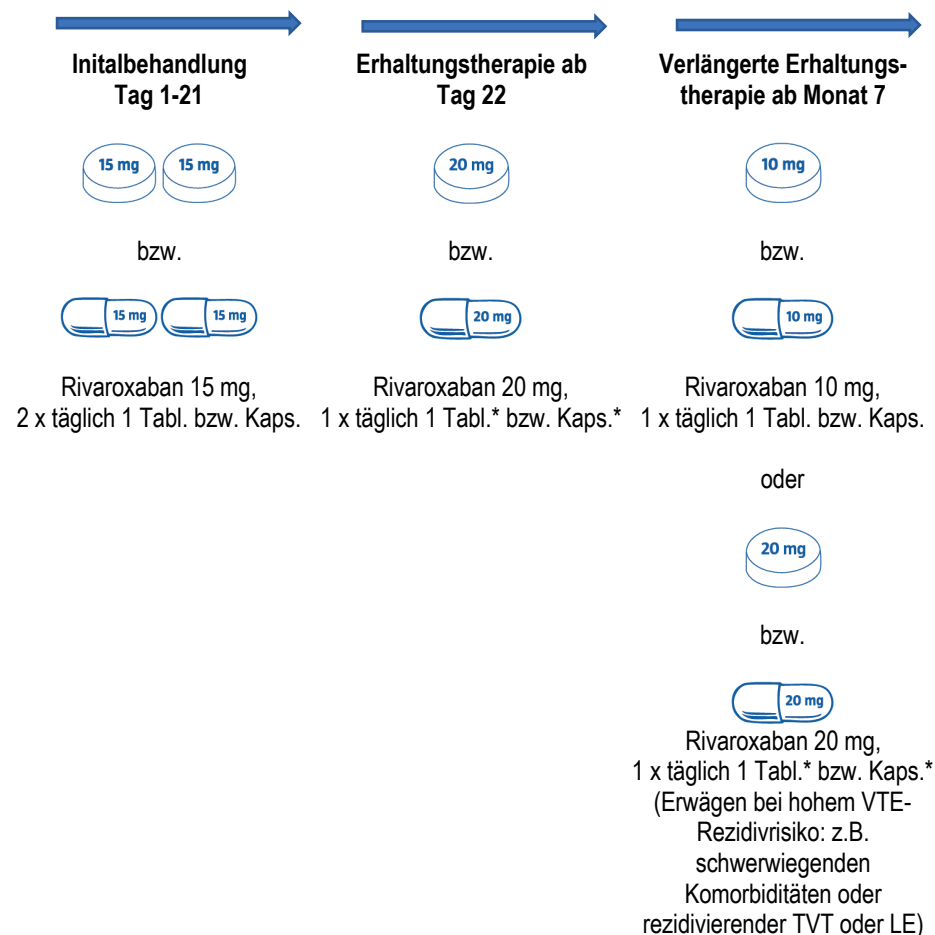 Initalbehandlung
Tag 1-21
15 mg 15 mg
bzw.
15 mg 15 mg
Rivaroxaban 15 mg,
2 x täglich 1 Tabl. bzw. Kaps.
Erhaltungstherapie ab
Tag 22
20 mg
bzw.
20 mg
Rivaroxaban 20 mg,
1 x täglich 1 Tabl.* bzw. Kaps.*
Verlängerte Erhaltungs-
therapie ab Monat 7
10 mg
bzw.
10 mg
Rivaroxaban 10 mg,
1 x täglich 1 Tabl. bzw. Kaps.
oder
20 mg
bzw.
20 mg
Rivaroxaban 20 mg,
1 x täglich 1 Tabl.* bzw. Kaps.*
(Erwägen bei hohem VTE-
Rezidivrisiko: z.B.
schwerwiegenden
Komorbiditäten oder
rezidivierender TVT oder LE)